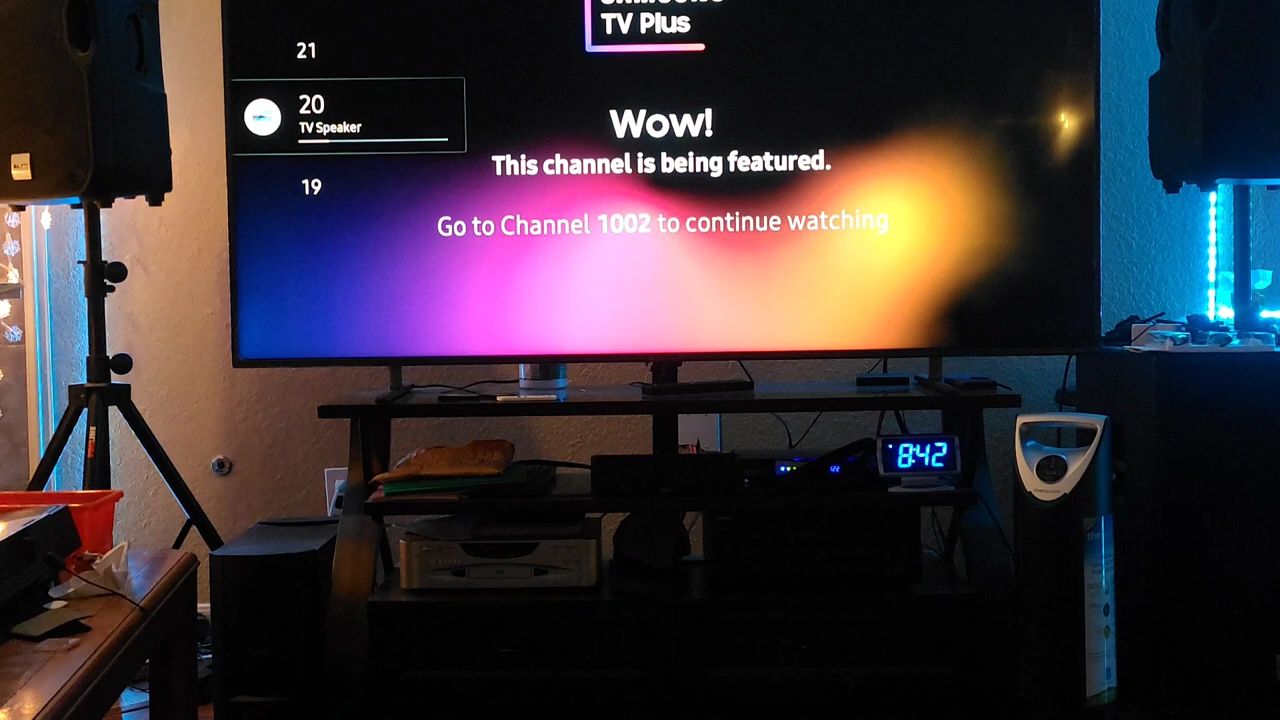 TV Plus
21
20
TV Speaker
19
Wow!
This channel is being featured.
Go to Channel 1002 to continue watching
8:42